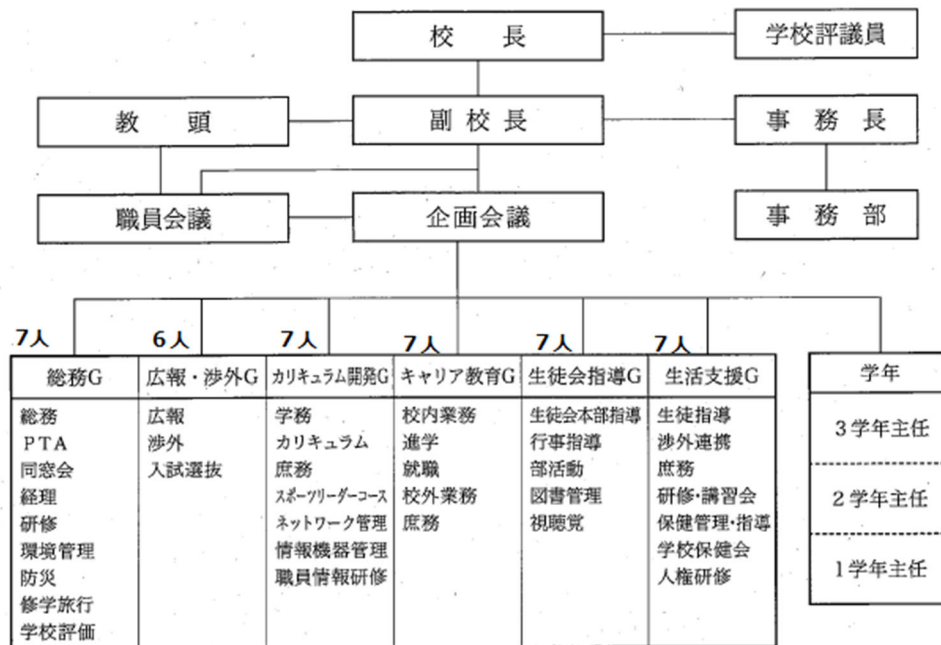 校長
学校評議員
教頭
副校長
事務長
職員会議
企画会議
事務部
7人
6人
7人
7人
7人
7人
総務G
広報・渉外G
カリキュラム開発G
キャリア教育G
生徒会指導G
生活支援G
学年
総務
PTA
同窓会
経理
研修
環境管理
防災
修学旅行
学校評価
広報
渉外
入試選抜
学務
カリキュラム
庶務
スポーツリーダーコース
ネットワーク管理
情報機器管理
職員情報研修
校内業務
進学
就職
校外業務
庶務
生徒会本部指導
行事指導
部活動
図書管理
視聴覚
生徒指導
渉外連携
庶務
研修・講習会
保健管理・指導
学校保健会
人権研修
3学年主任
2学年主任
1学年主任